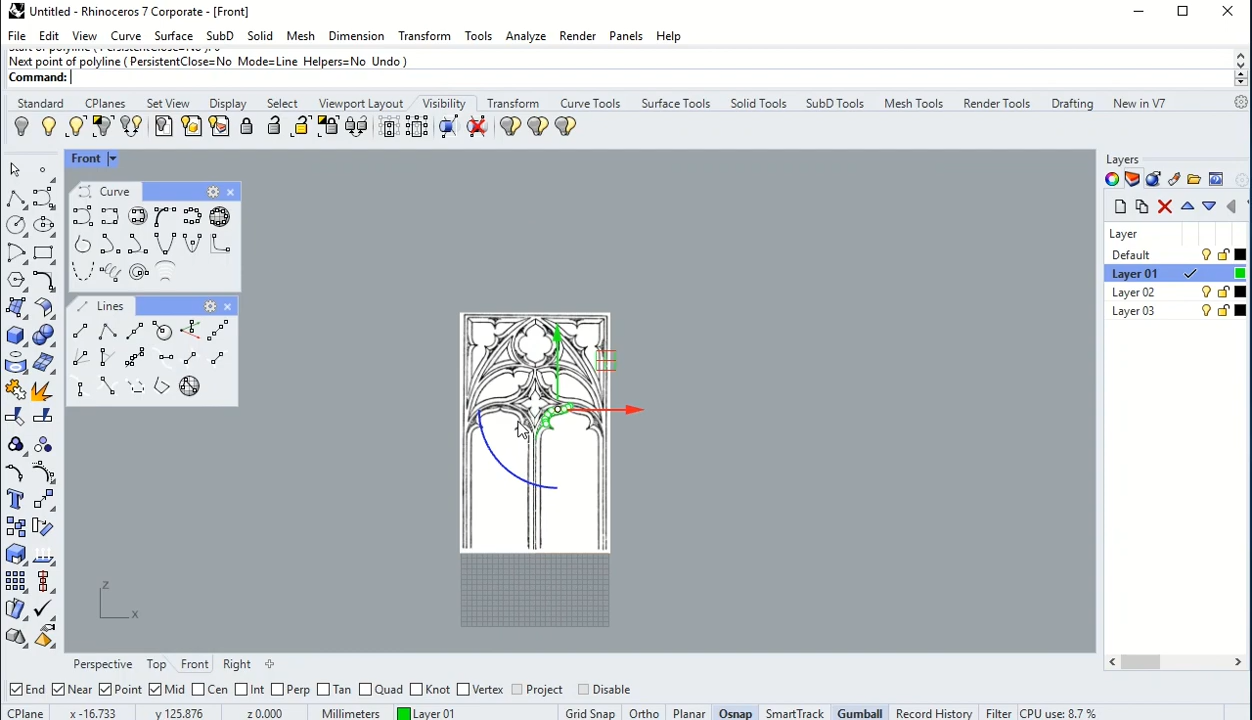 Untitled - Rhinoceros 7 Corporate - [Front]
File Edit View Curve Surface SubD Solid Mesh Dimension Transform Tools Analyze Render Panels Help
Next point of polyline ( PersistentClose=No Mode=Line Helpers=No Undo )
Command:
Standard CPlanes Set View Display Select Viewport Layout Visibility Transform Curve Tools Surface Tools Solid Tools SubD Tools Mesh Tools Render Tools Drafting New in V7
Front
Layers
Curve
Layer
Default
Layer 01
Layer 02
Lines
Layer 03
z
x
Perspective Top Front Right
End Near Point Mid Cen Int Perp Tan Quad Knot Vertex Project Disable
CPlane x -16.733 y 125.876 z 0.000 Millimeters Layer 01 Grid Snap Ortho Planar Osnap SmartTrack Gumball Record History Filter CPU use: 8.7 %